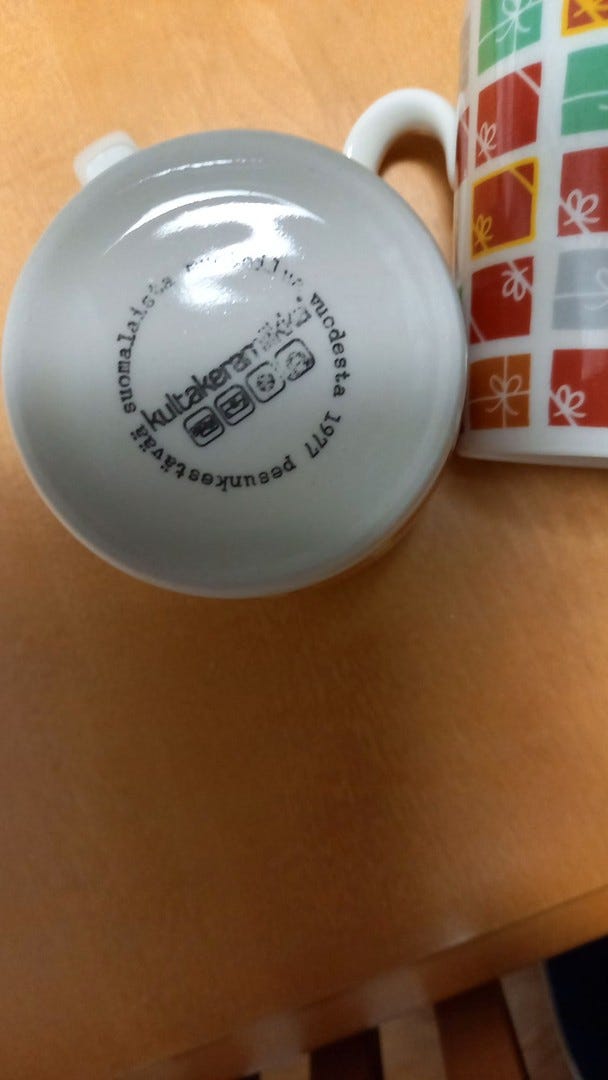 kultakeramiikka
pesunkestävää suomalaista vuodesta 1977